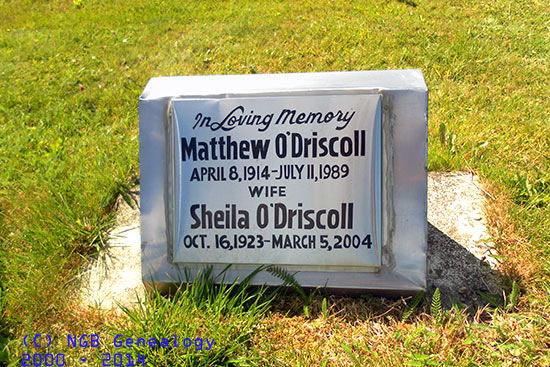 In Loving Memory
Matthew O'Driscoll
APRIL 8, 1914-JULY 11, 1989
WIFE
Sheila O'Driscoll
OCT. 16, 1923-MARCH 5, 2004
(C) NGB Genealogy
2000 - 2014